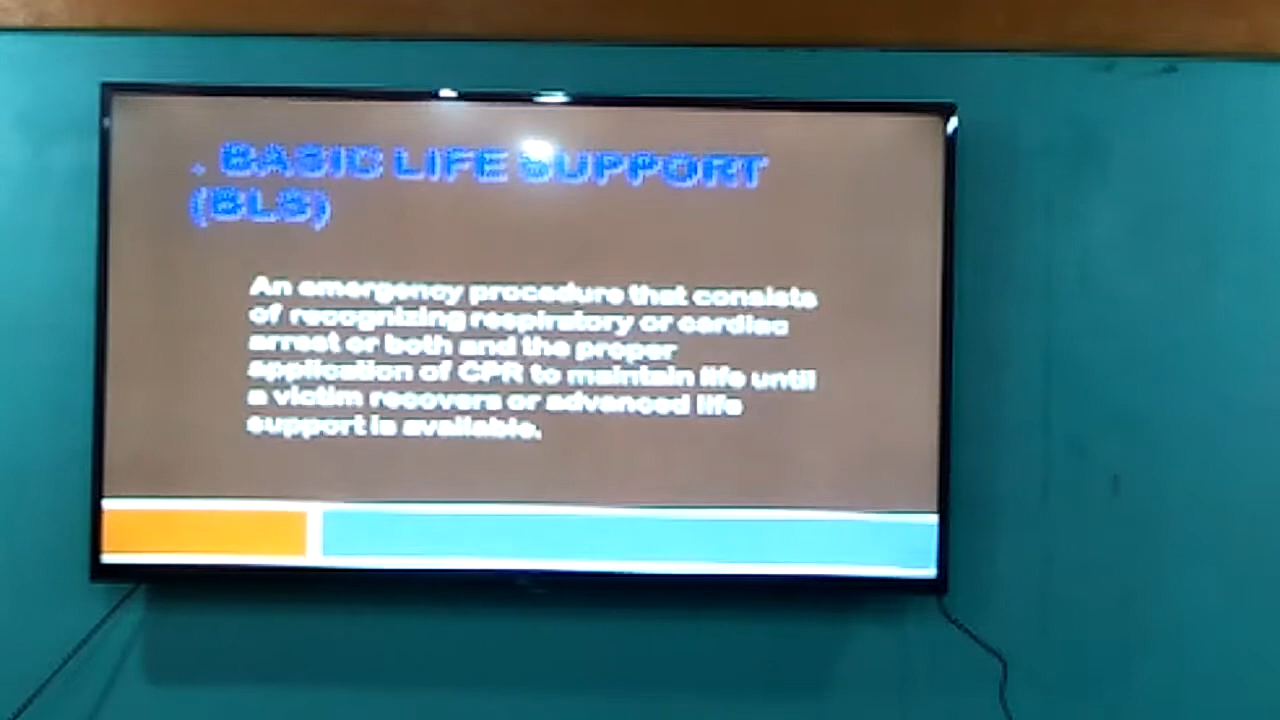 . BASIC LIFE SUPPORT
(BLS)
An emergency procedure that consists
of recognizing respiratory or cardiac
arrest or both and the proper
application of CPR to maintain life until
a victim recovers or advanced life
support is available.